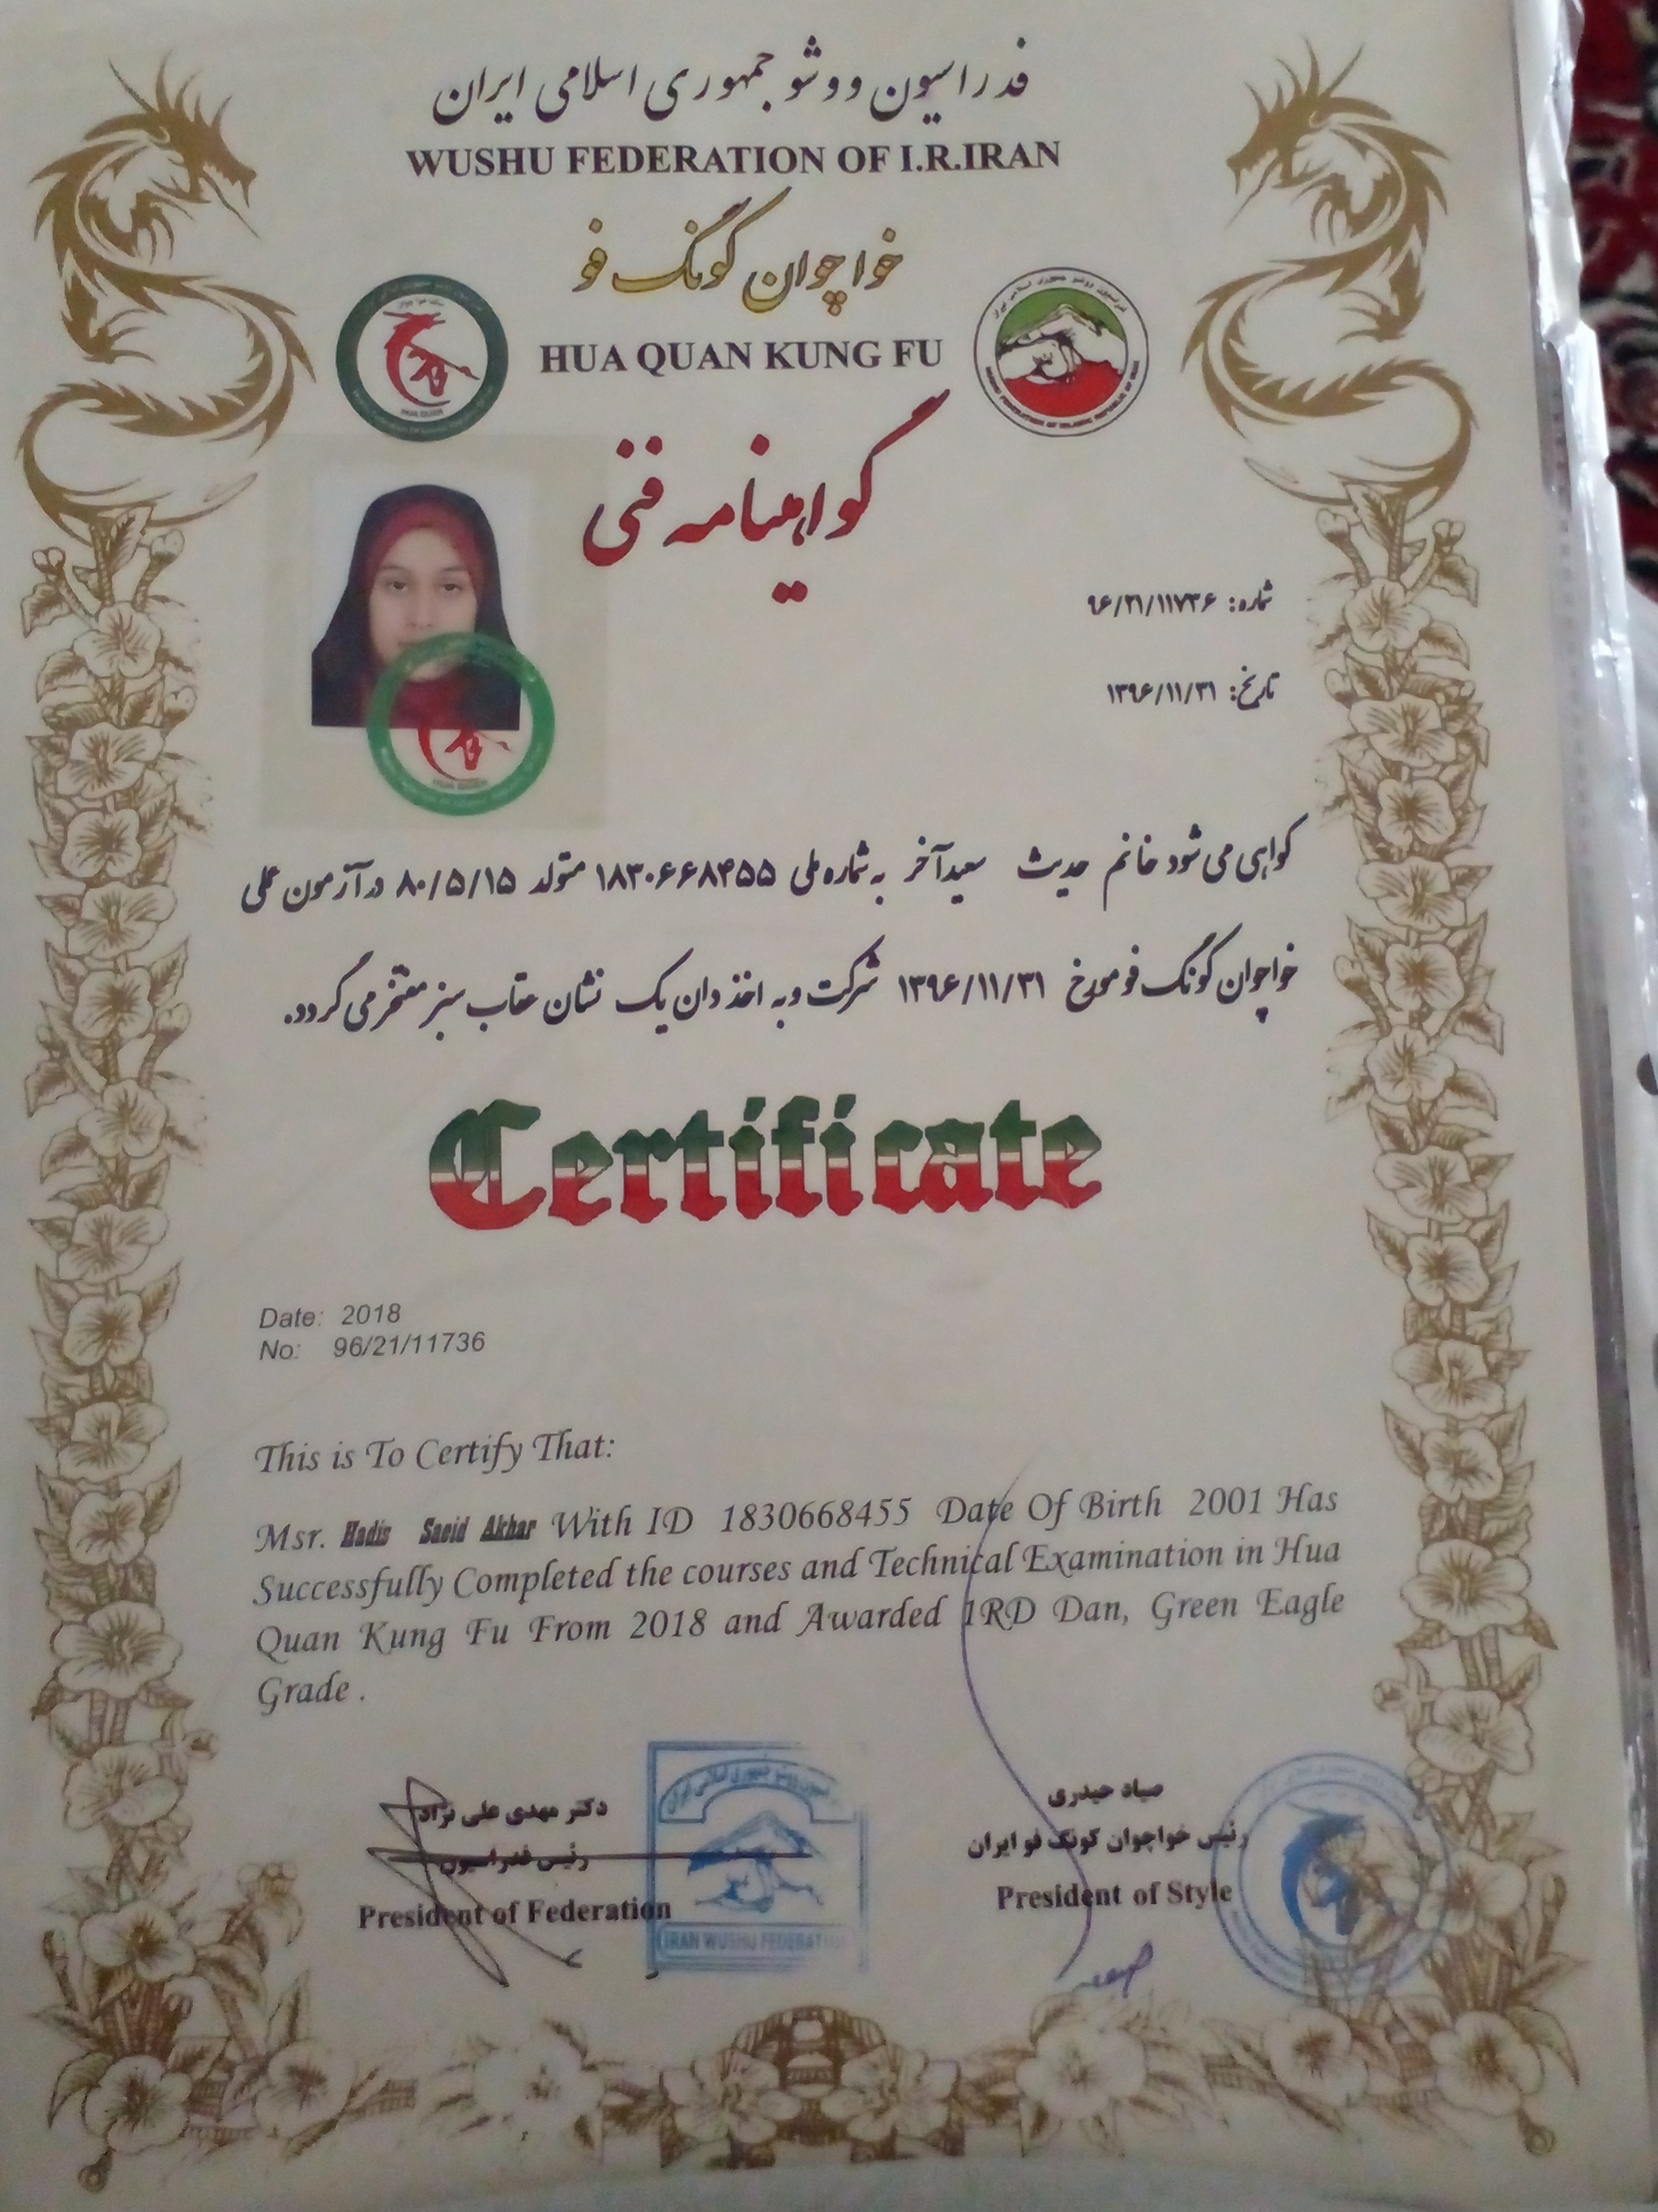 فدراسیون ووشو جمهوری اسلامی ایران
WUSHU FEDERATION OF I.R.IRAN
خواچوان کونگ فو
HUA QUAN KUNG FU
HUA QUAN
گواهینامه فنی
شماره: ۹۶/۲۱/۱۱۷۳۶
تاریخ: ۱۳۹۶/۱۱/۳۱
HUA QUAN
گواهی می شود خانم حدیث سعیدآخر به شماره ملی ۱۸۳۰۶۶۸۴۵۵ متولد ۸۰/۵/۱۵ در آزمون عملی
خواچوان کونگ فو مورخ ۱۳۹۶/۱۱/۳۱ شرکت و به اخذ دان یک نشان عقاب سبز مفتخر می گردد.
Certificate
Date: 2018
No: 96/21/11736
This is To Certify That:
Msr. Hadis Saeid Akhar With ID 1830668455 Date Of Birth 2001 Has
Successfully Completed the courses and Technical Examination in Hua
Quan Kung Fu From 2018 and Awarded 1RD Dan, Green Eagle
Grade .
دکتر مهدی علی نژاد
رئیس فدراسیون
President of Federation
IRAN WUSHU
صیاد حیدری
رئیس خواچوان کونگ فو ایران
President of Style